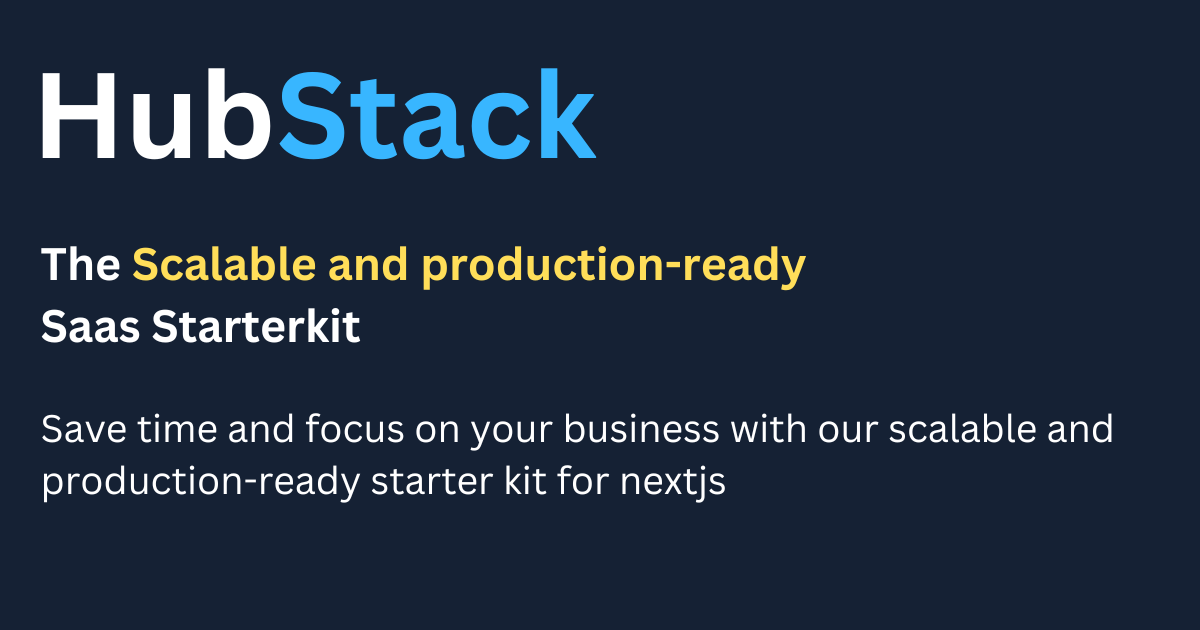 HubStack
The Scalable and production-ready
Saas Starterkit
Save time and focus on your business with our scalable and
production-ready starter kit for nextjs